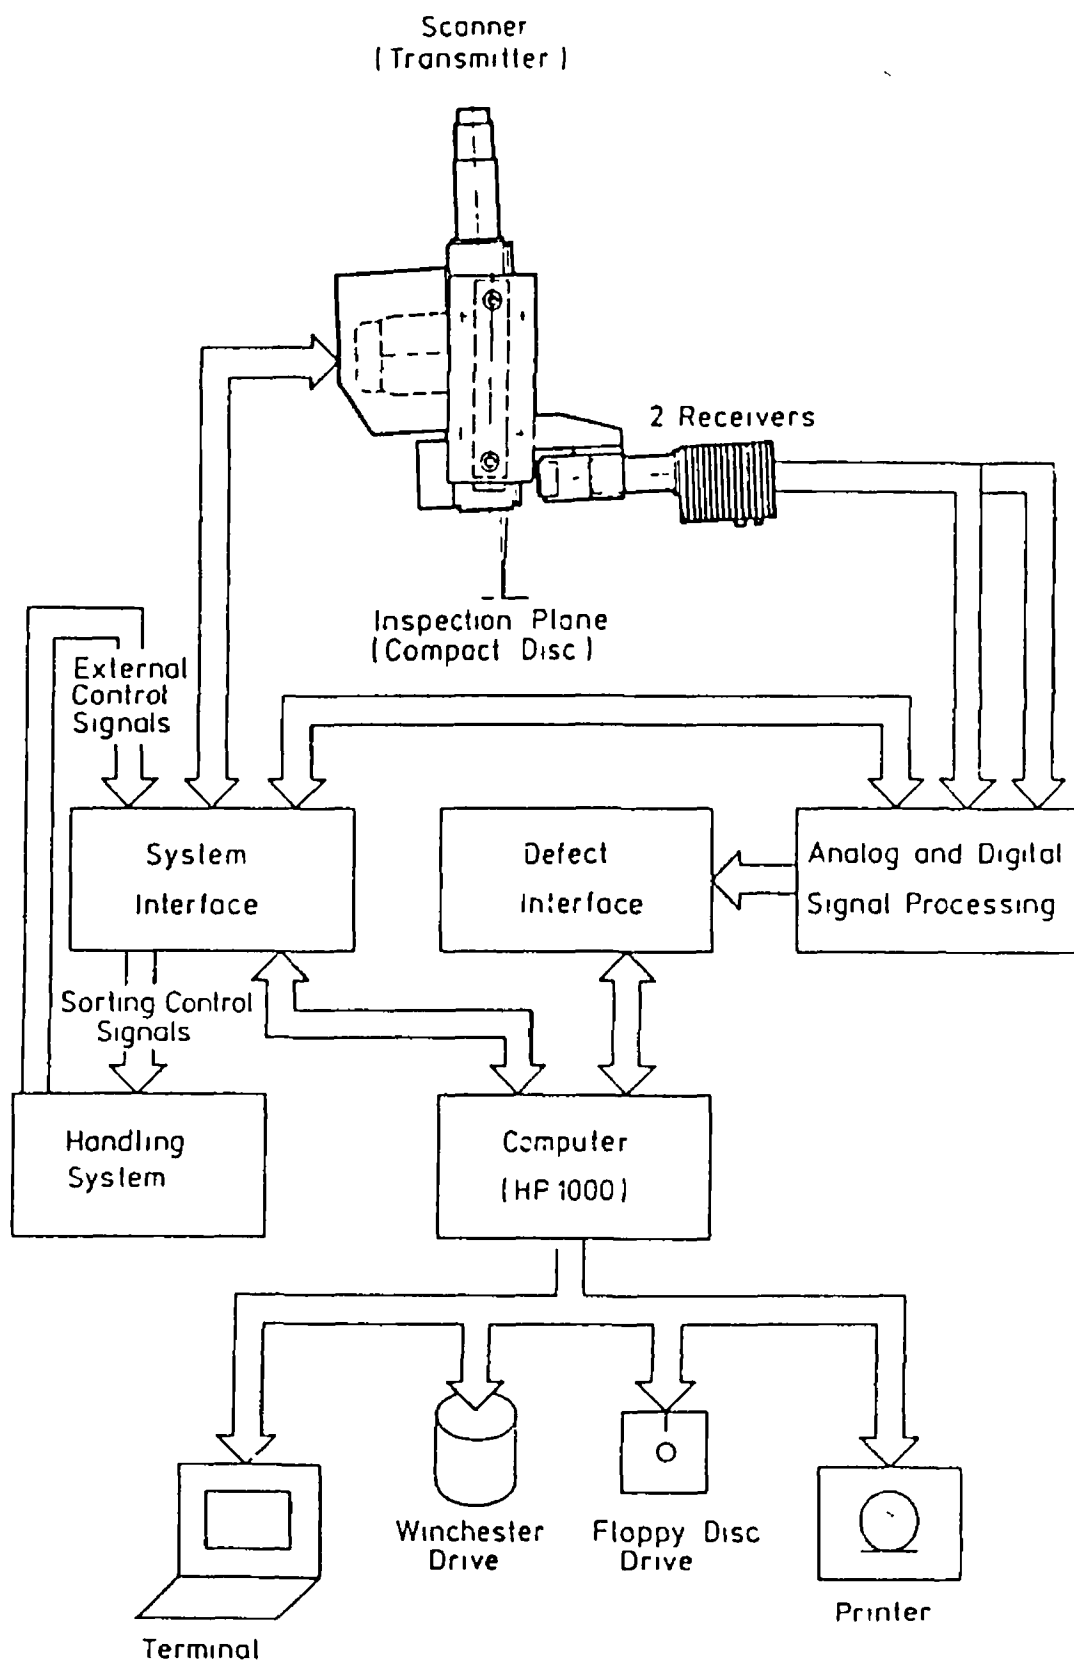 Scanner
(Transmitter)
2 Receivers
Inspection Plane
(Compact Disc)
External
Control
Signals
System
Interface
Defect
Interface
Analog and Digital
Signal Processing
Sorting Control
Signals
Handling
System
Computer
(HP 1000)
Winchester
Drive
Floppy Disc
Drive
Printer
Terminal